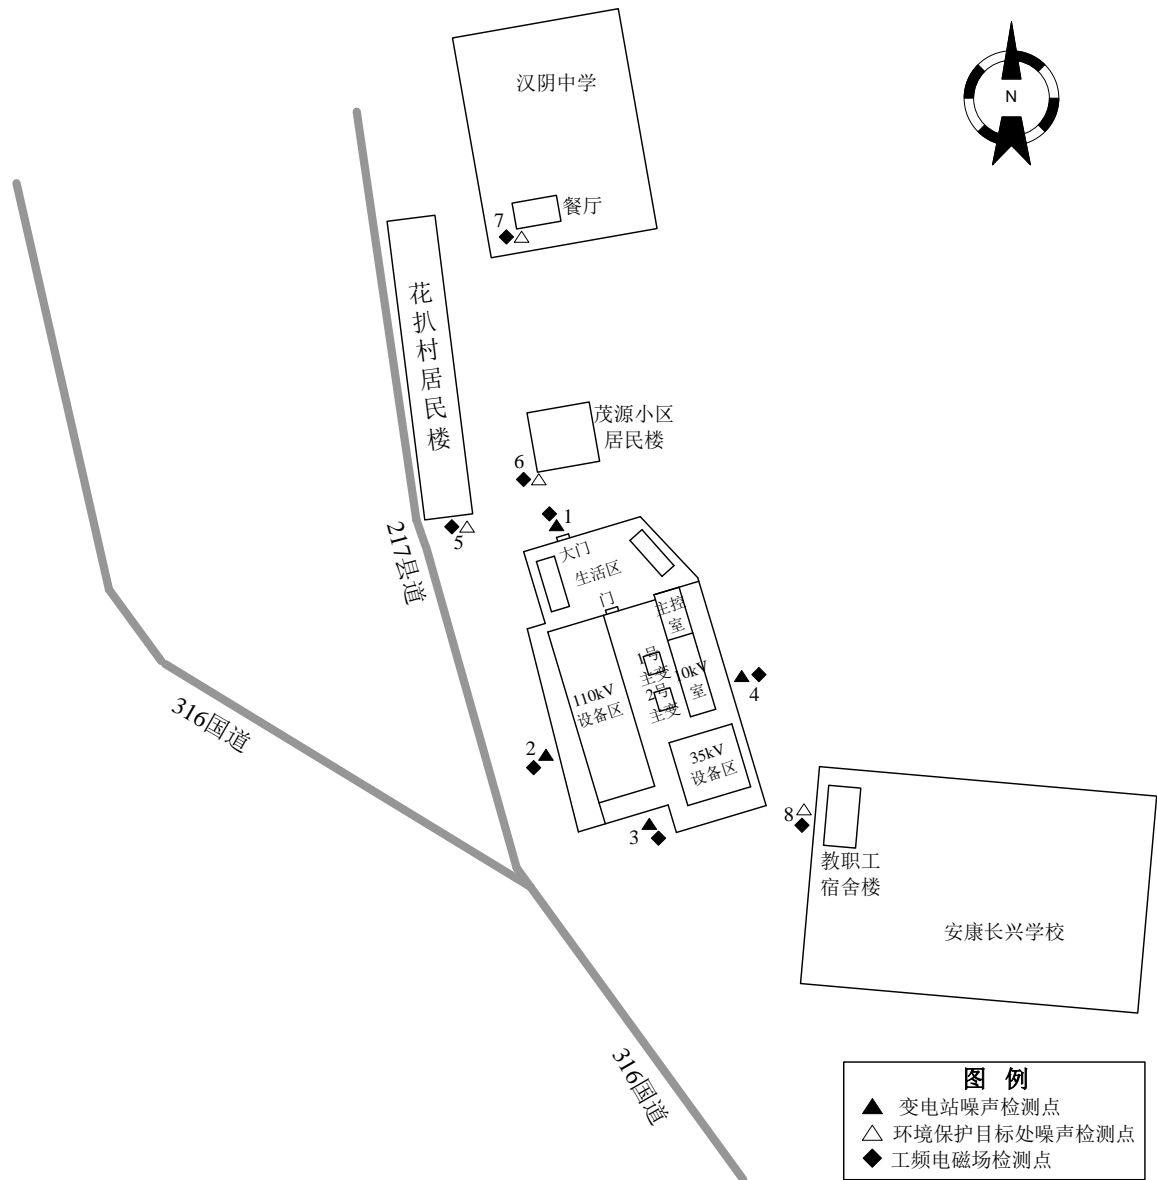 汉阴中学
N
餐厅
7
花扒村居民楼
茂源小区
居民楼
6
1
5
217县道
大门
生活区
门
主控
室
1号
主变
10kV
室
2号
主变
110kV
设备区
4
2
35kV
设备区
3
316国道
8
教职工
宿舍楼
安康长兴学校
316国道
图 例
变电站噪声检测点
环境保护目标处噪声检测点
工频电磁场检测点